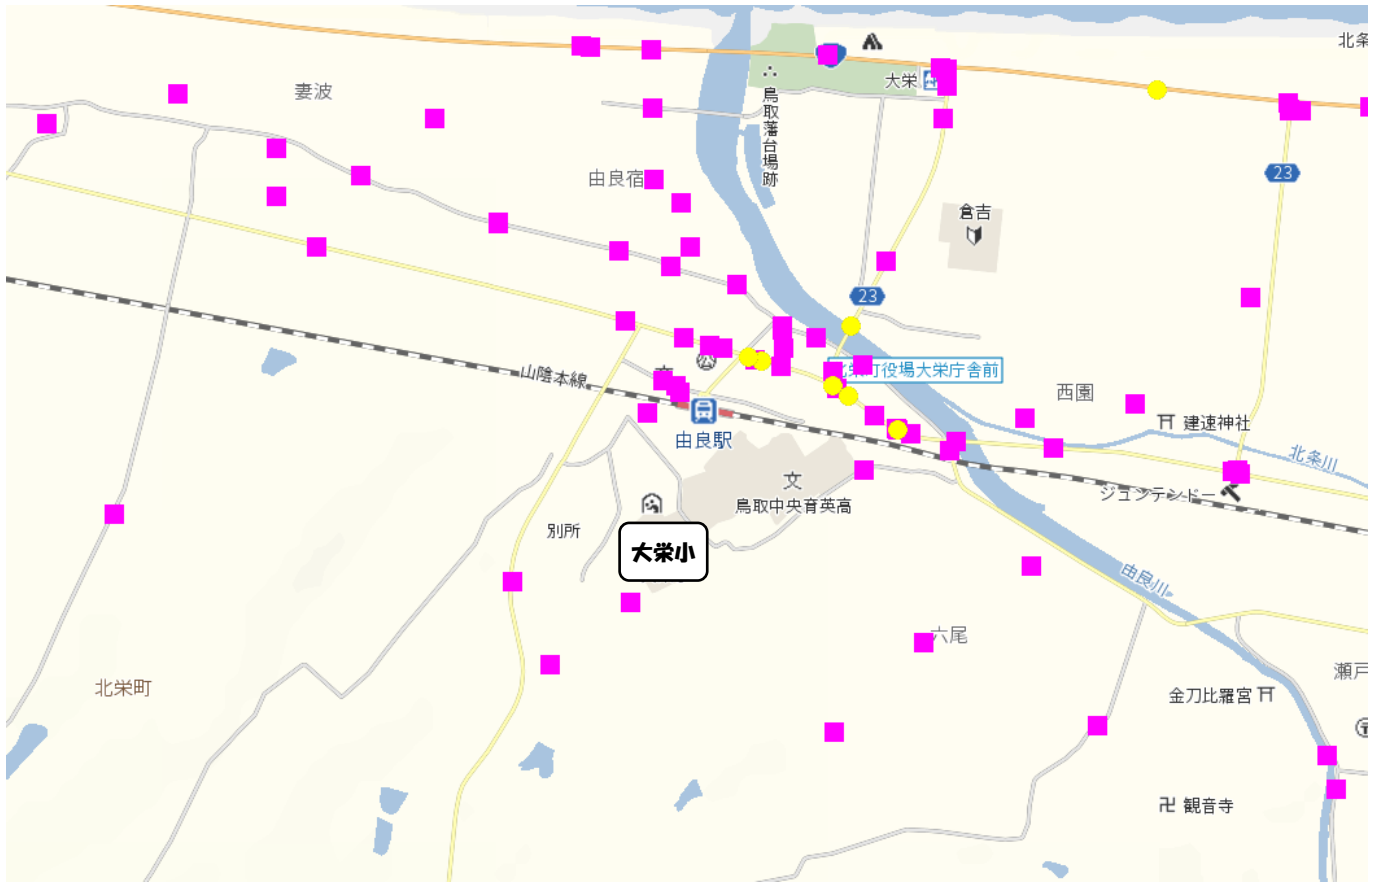 北条
妻波
大栄
鳥取藩台場跡
23
由良宿
倉吉
23
山陰本線
町役場大栄庁舎前
西園
建速神社
由良駅
北条川
ジュンテンドー
文
鳥取中央育英高
別所
大栄小
由良川
六尾
瀬戸
北栄町
金刀比羅宮
観音寺